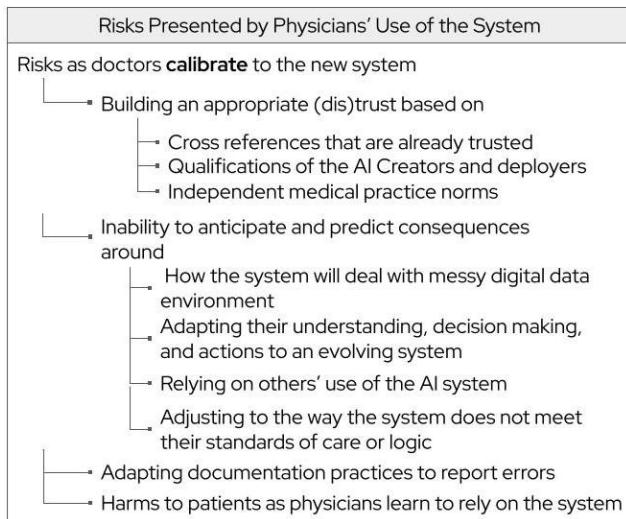 Risks Presented by Physicians' Use of the System
Risks as doctors calibrate to the new system
Building an appropriate (dis)trust based on
Cross references that are already trusted
Qualifications of the AI Creators and deployers
Independent medical practice norms
Inability to anticipate and predict consequences
around
How the system will deal with messy digital data
environment
Adapting their understanding, decision making,
and actions to an evolving system
Relying on others' use of the AI system
Adjusting to the way the system does not meet
their standards of care or logic
Adapting documentation practices to report errors
Harms to patients as physicians learn to rely on the system